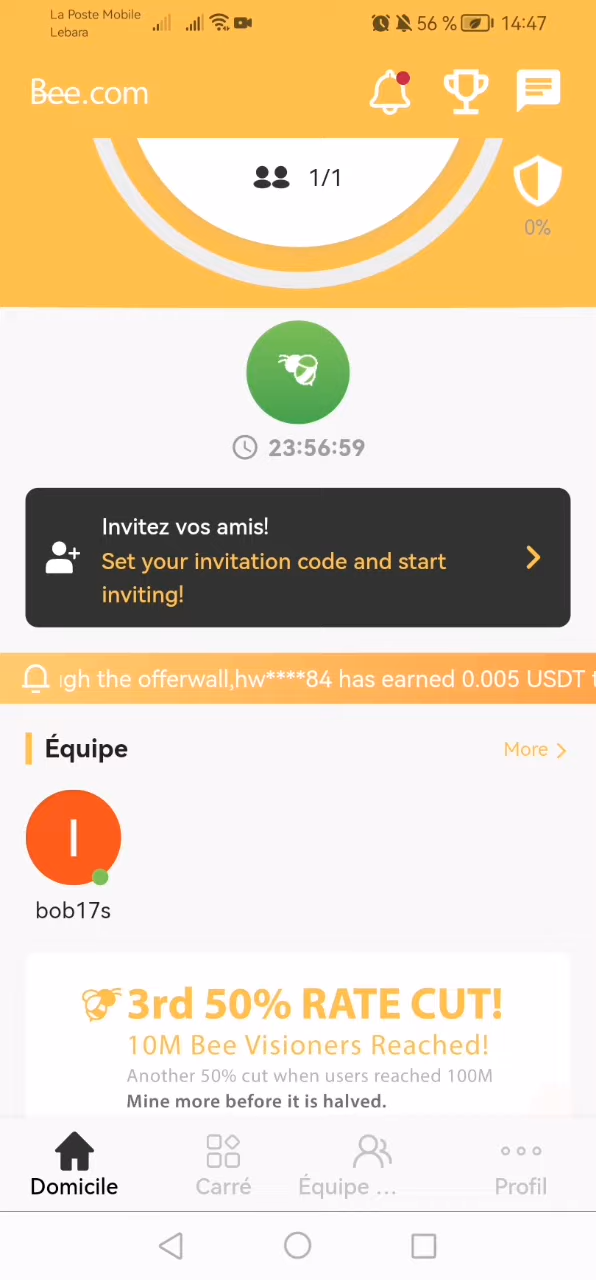 La Poste Mobile
Lebara
56 %
14:47
Bee.com
1/1
0%
23:56:59
Invitez vos amis!
Set your invitation code and start
inviting!
the offerwall,hw****84 has earned 0.005 USDT
Équipe
More
I
bob17s
3rd 50% RATE CUT!
10M Bee Visioners Reached!
Another 50% cut when users reached 100M
Mine more before it is halved.
Domicile
Carré
Équipe ...
Profil